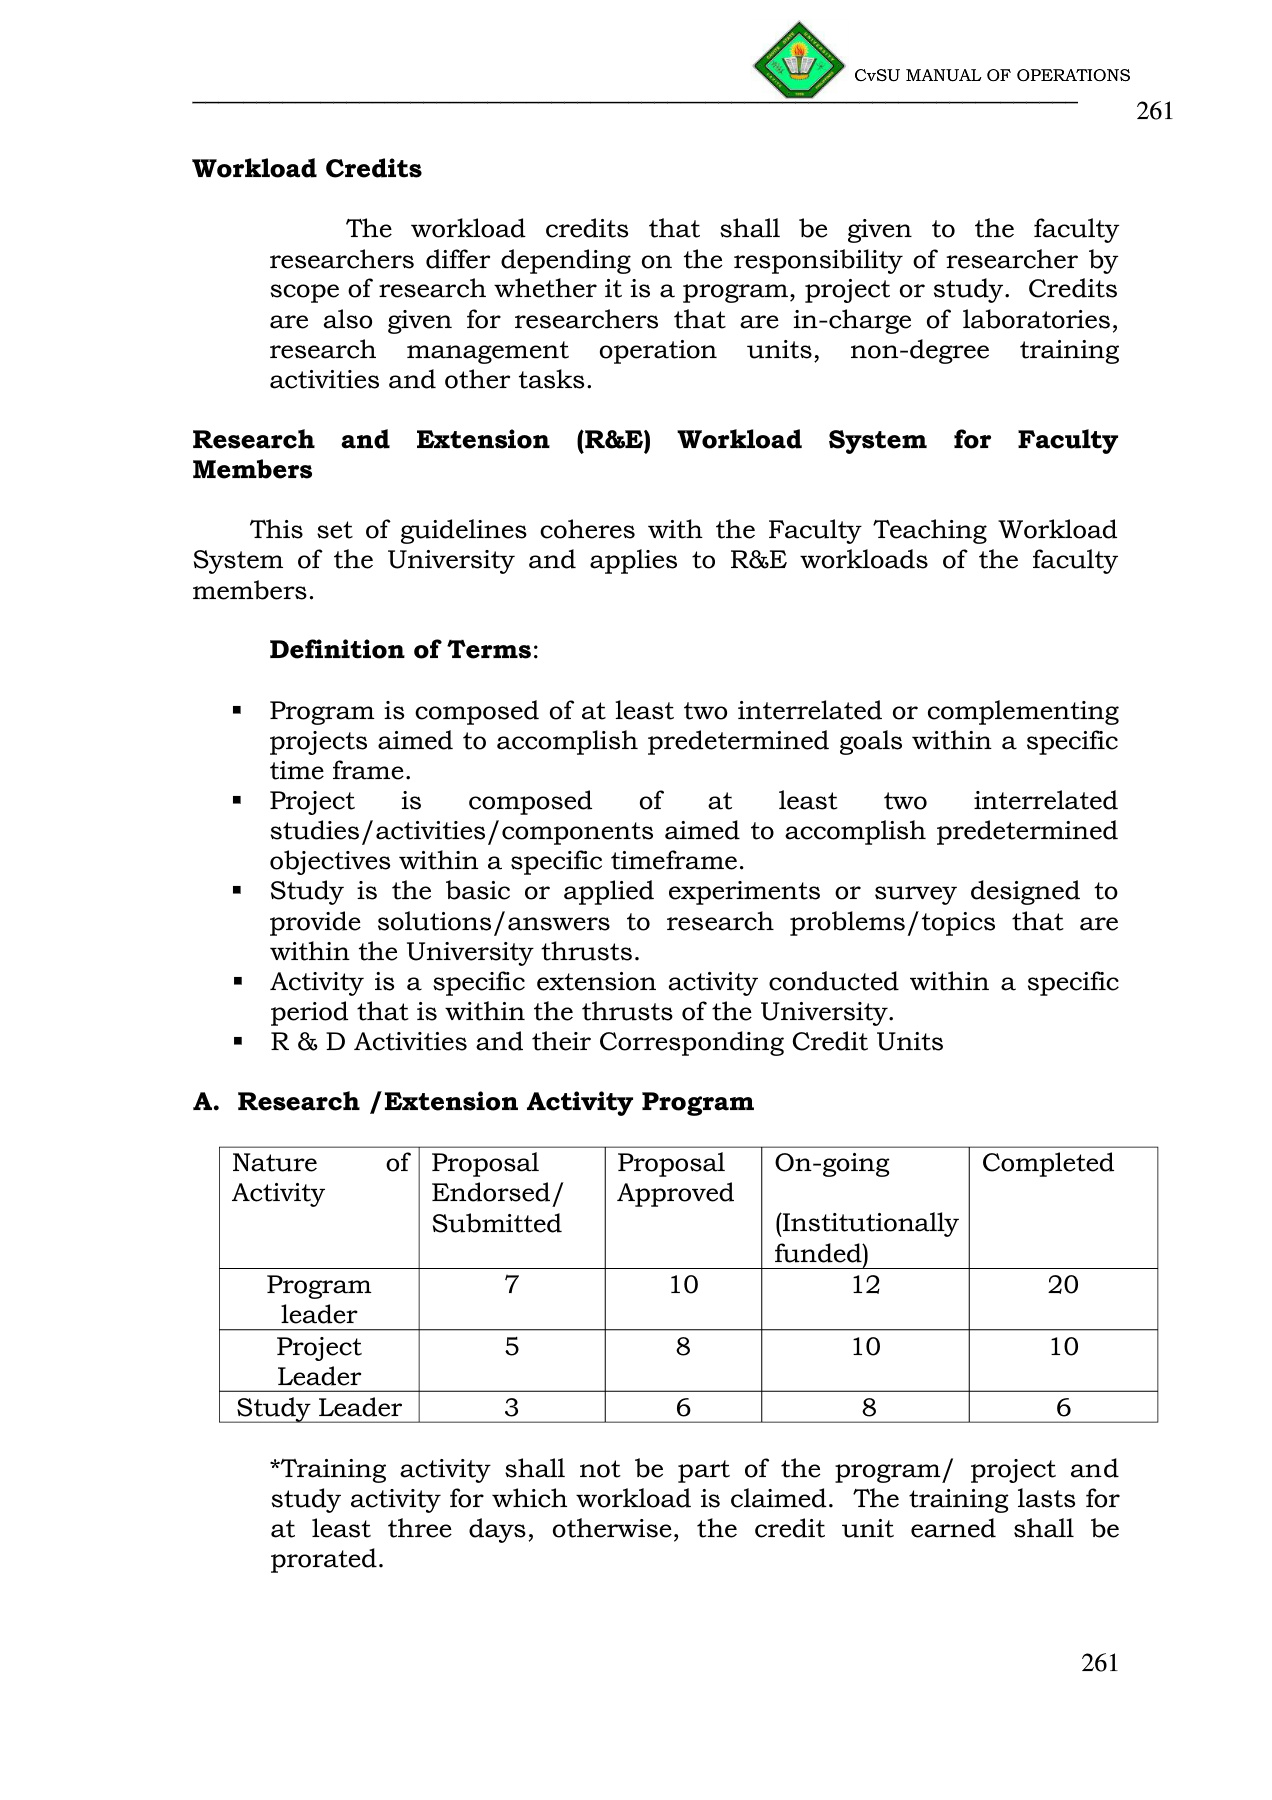 CvSU MANUAL OF OPERATIONS
261
Workload Credits
The workload credits that shall be given to the faculty
researchers differ depending on the responsibility of researcher by
scope of research whether it is a program, project or study. Credits
are also given for researchers that are in-charge of laboratories,
research management operation units, non-degree training
activities and other tasks.
Research and Extension (R&E) Workload System for Faculty
Members
This set of guidelines coheres with the Faculty Teaching Workload
System of the University and applies to R&E workloads of the faculty
members.
Definition of Terms:
▪ Program is composed of at least two interrelated or complementing
projects aimed to accomplish predetermined goals within a specific
time frame.
▪ Project is composed of at least two interrelated
studies/activities/components aimed to accomplish predetermined
objectives within a specific timeframe.
▪ Study is the basic or applied experiments or survey designed to
provide solutions/answers to research problems/topics that are
within the University thrusts.
▪ Activity is a specific extension activity conducted within a specific
period that is within the thrusts of the University.
▪ R & D Activities and their Corresponding Credit Units
A. Research /Extension Activity Program
Nature of Proposal Proposal On-going Completed
Activity Endorsed/ Approved
Submitted (Institutionally
funded)
Program 7 10 12 20
leader
Project 5 8 10 10
Leader
Study Leader 3 6 8 6
*Training activity shall not be part of the program/ project and
study activity for which workload is claimed. The training lasts for
at least three days, otherwise, the credit unit earned shall be
prorated.
261